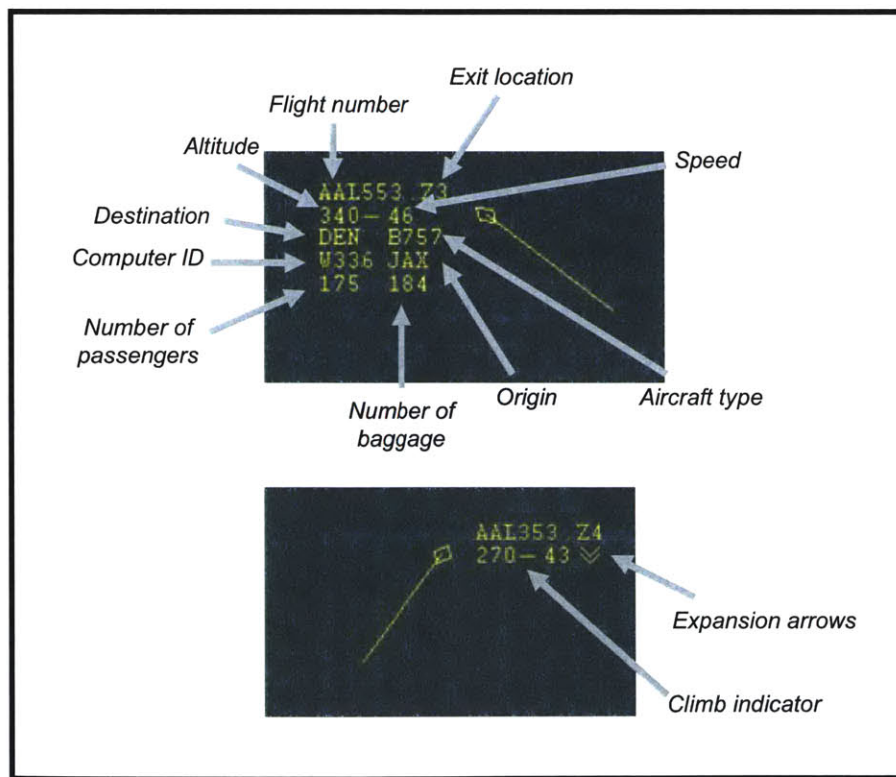 Exit location
Flight number
Altitude
Speed
AAL553 Z3
340-46
Destination
DEN B757
Computer ID
W336 JAX
175 184
Number of
passengers
Number of
baggage
Origin
Aircraft type
AAL353 Z4
270-43
Expansion arrows
Climb indicator